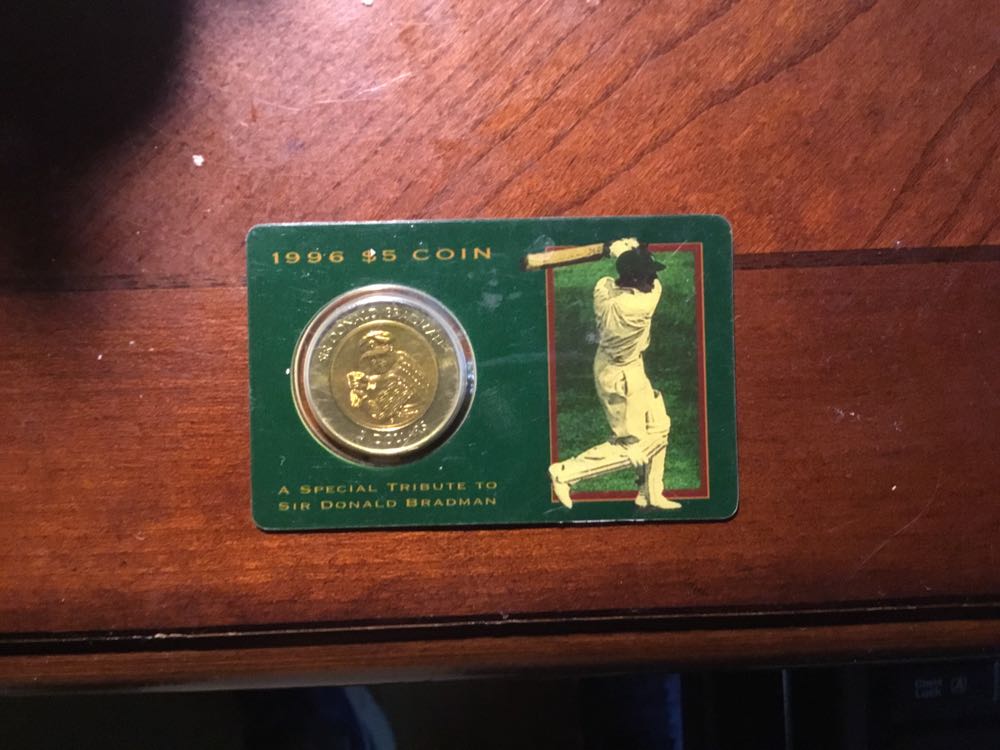 1996 $5 COIN
SIR DONALD BRADMAN
5 DOLLARS
A SPECIAL TRIBUTE TO
SIR DONALD BRADMAN